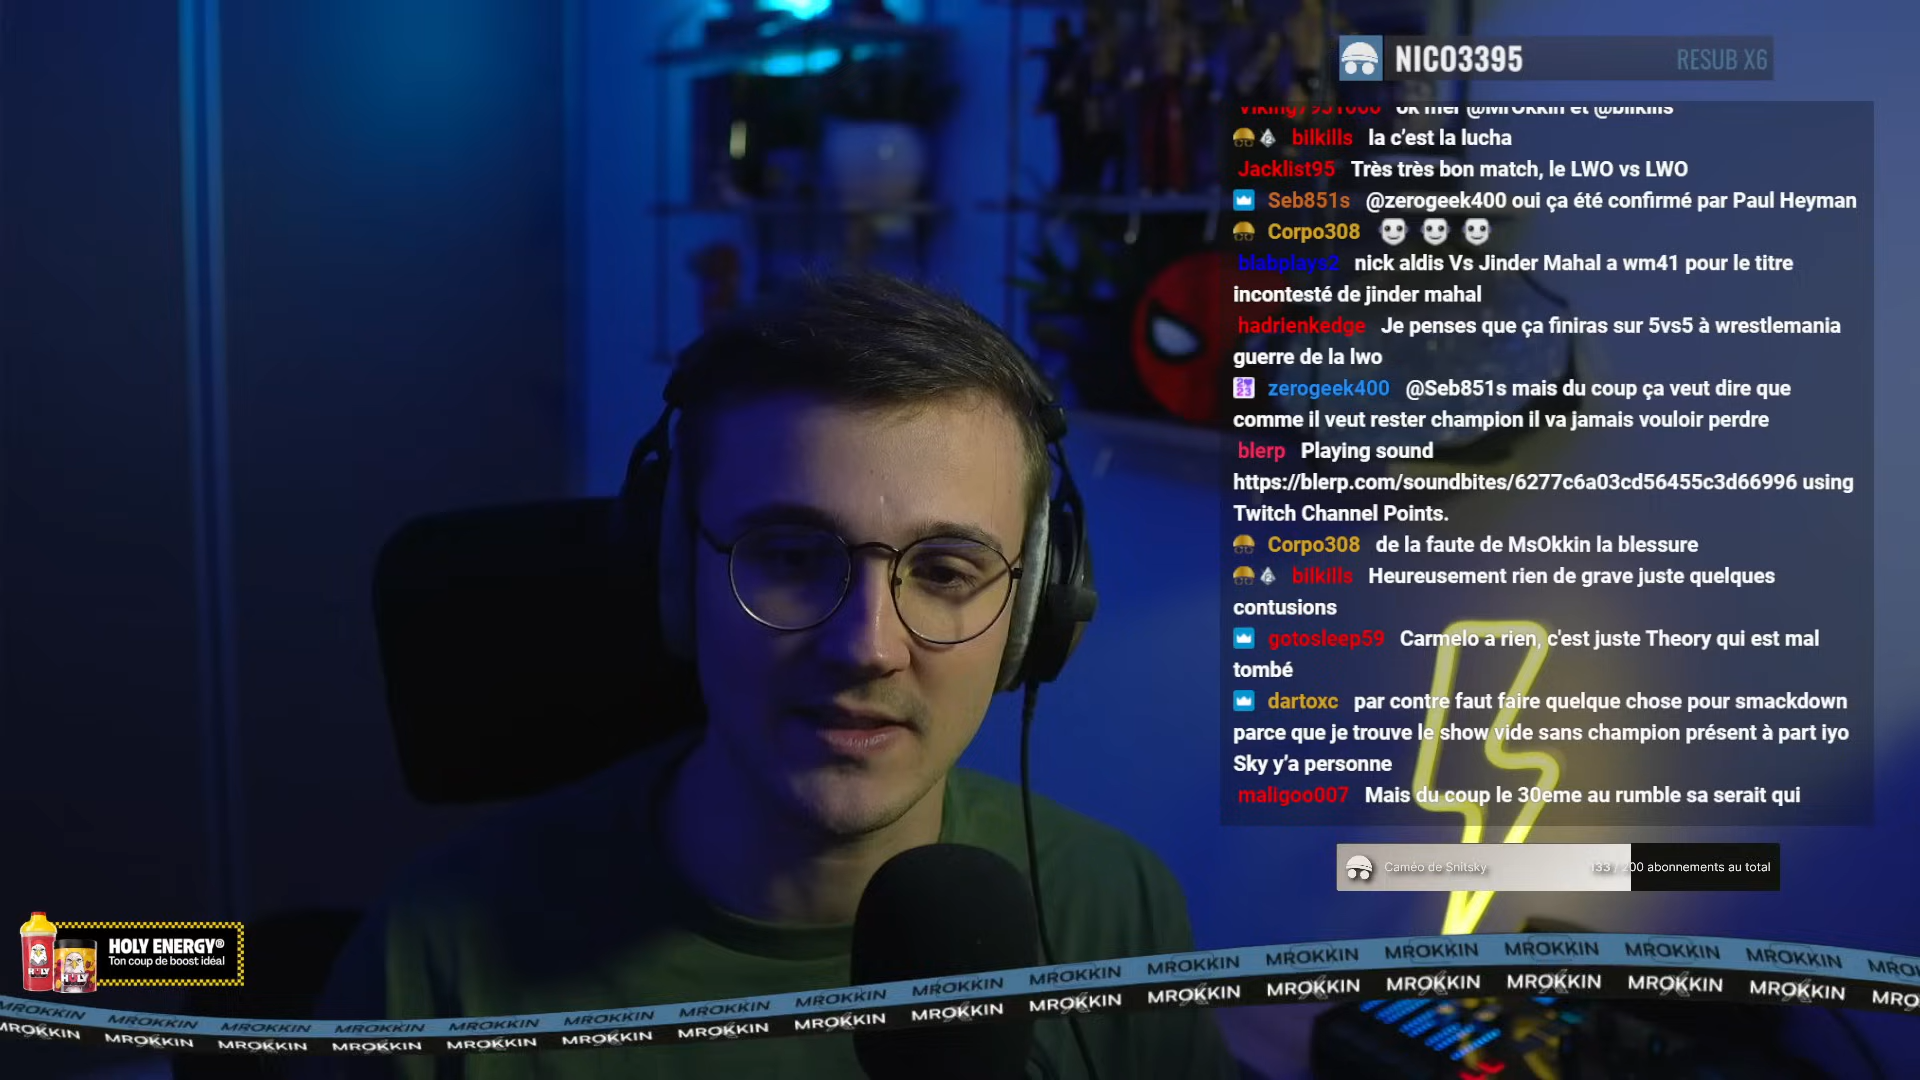 NICO3395 RESUB X6
Viking7951000 ok mer @MrOkkin et @bilkills
bilkills la c'est la lucha
Jacklist95 Très très bon match, le LWO vs LWO
Seb851s @zerogeek400 oui ça été confirmé par Paul Heyman
Corpo308
blabplays2 nick aldis Vs Jinder Mahal a wm41 pour le titre
incontesté de jinder mahal
hadrienkedge Je penses que ça finiras sur 5vs5 à wrestlemania
guerre de la lwo
zerogeek400 @Seb851s mais du coup ça veut dire que
comme il veut rester champion il va jamais vouloir perdre
blerp Playing sound
https://blerp.com/soundbites/6277c6a03cd56455c3d66996 using
Twitch Channel Points.
Corpo308 de la faute de MsOkkin la blessure
bilkills Heureusement rien de grave juste quelques
contusions
gotosleep59 Carmelo a rien, c'est juste Theory qui est mal
tombé
dartoxc par contre faut faire quelque chose pour smackdown
parce que je trouve le show vide sans champion présent à part iyo
Sky y'a personne
maligoo007 Mais du coup le 30eme au rumble sa serait qui
Caméo de Snitsky 133 / 200 abonnements au total
HOLY ENERGY®
Ton coup de boost idéal
MROKKIN MROKKIN MROKKIN MROKKIN MROKKIN MROKKIN MROKKIN MROKKIN MROKKIN MROKKIN MROKKIN MROKKIN MROKKIN MROKKIN MROKKIN MRO
MROKKIN MROKKIN MROKKIN MROKKIN MROKKIN MROKKIN MROKKIN MROKKIN MROKKIN MROKKIN MROKKIN MROKKIN MROKKIN MROKKIN MROKKIN MRO